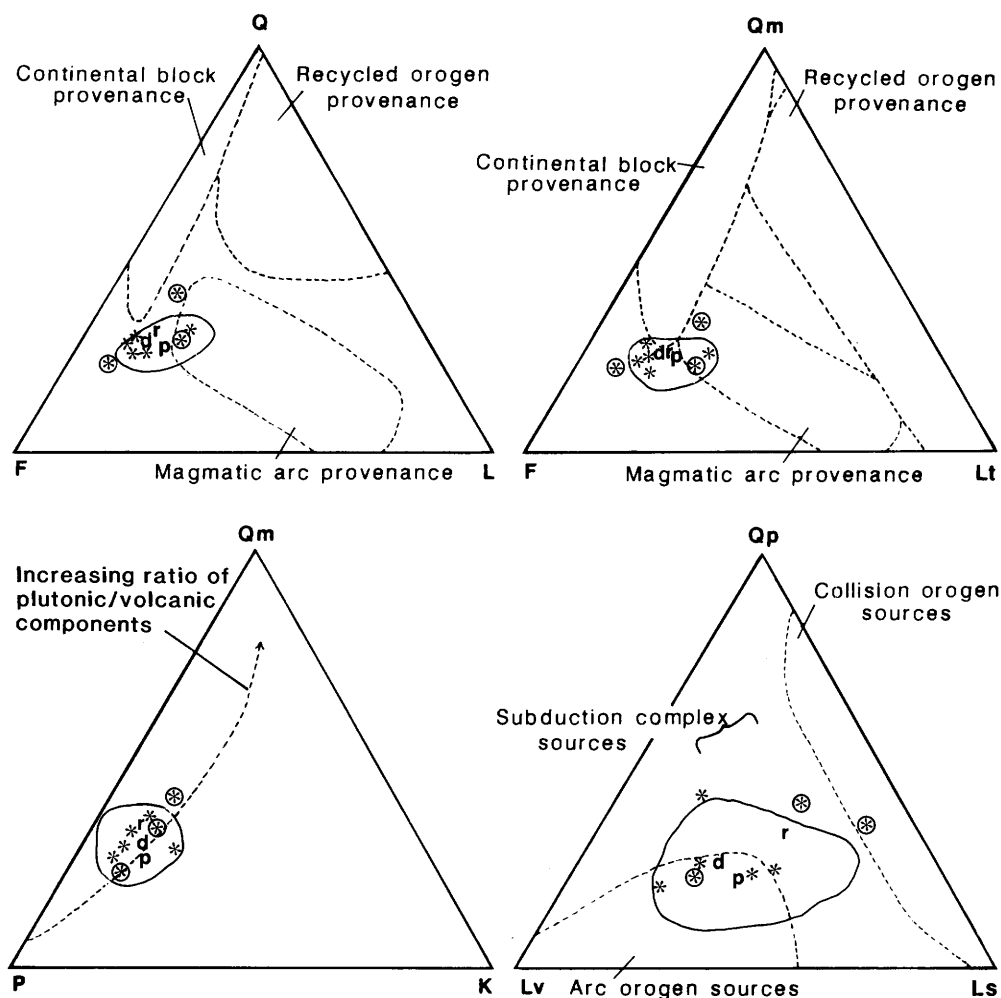 Q
Continental block
provenance
Recycled orogen
provenance
r
d
p
F
Magmatic arc provenance
L
Qm
Recycled orogen
provenance
Continental block
provenance
d
r
p
F
Magmatic arc provenance
Lt
Qm
Increasing ratio of
plutonic/volcanic
components
r
d
p
P
K
Qp
Collision orogen
sources
Subduction complex
sources
r
d
p
Lv
Arc orogen sources
Ls